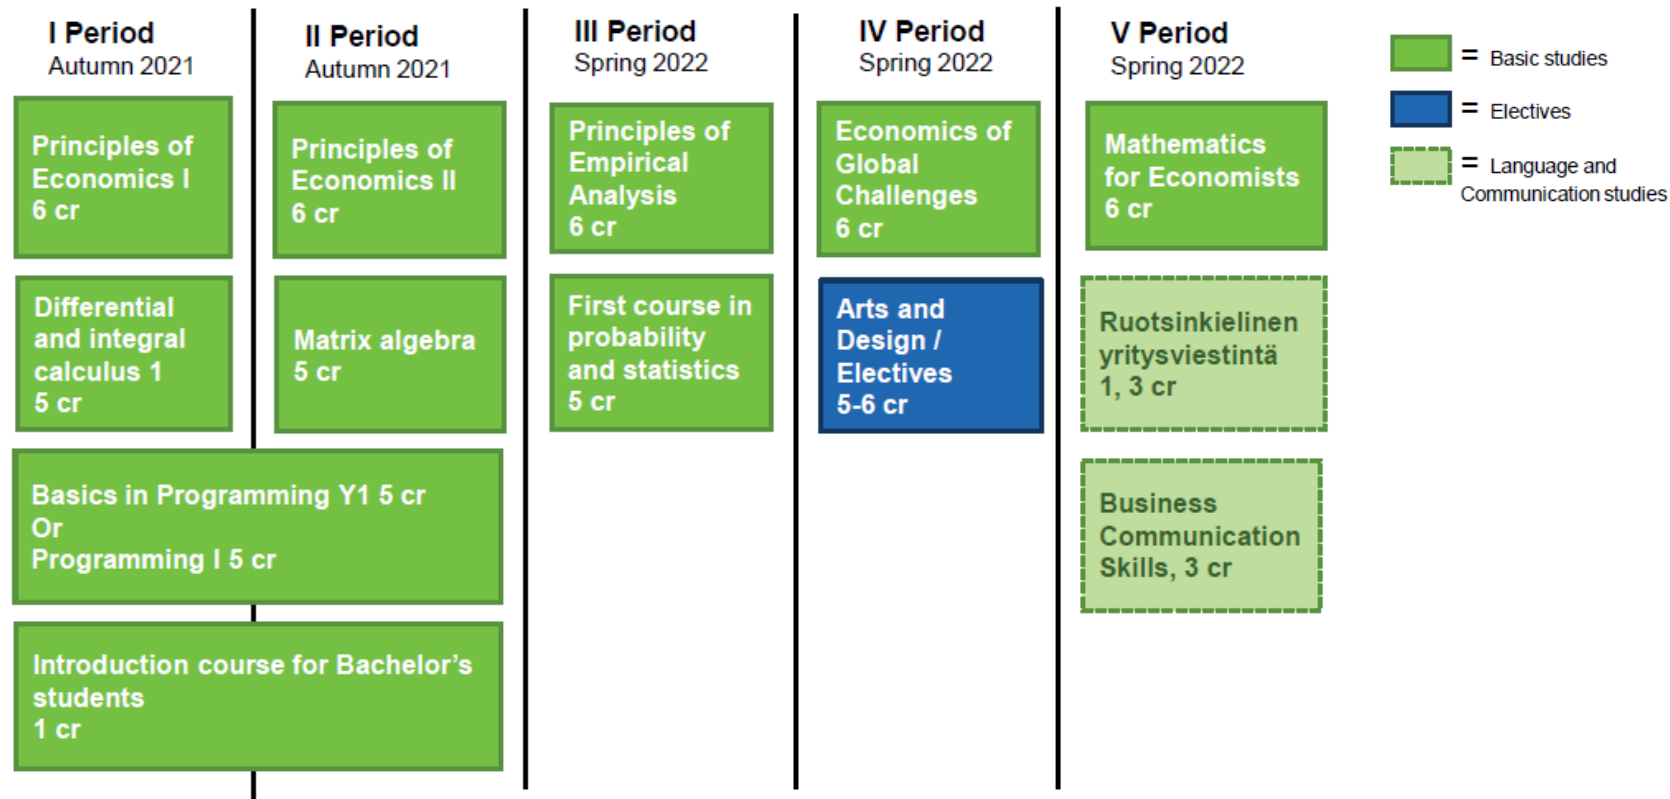 I Period
Autumn 2021
Principles of
Economics I
6 cr
Differential
and integral
calculus 1
5 cr
II Period
Autumn 2021
Principles of
Economics II
6 cr
Matrix algebra
5 cr
Basics in Programming Y1 5 cr
Or
Programming I 5 cr
Introduction course for Bachelor’s
students
1 cr
III Period
Spring 2022
Principles of
Empirical
Analysis
6 cr
First course in
probability
and statistics
5 cr
IV Period
Spring 2022
Economics of
Global
Challenges
6 cr
Arts and
Design /
Electives
5-6 cr
V Period
Spring 2022
Mathematics
for Economists
6 cr
Ruotsinkielinen
yritysviestintä
1, 3 cr
Business
Communication
Skills, 3 cr
= Basic studies
= Electives
= Language and
Communication studies